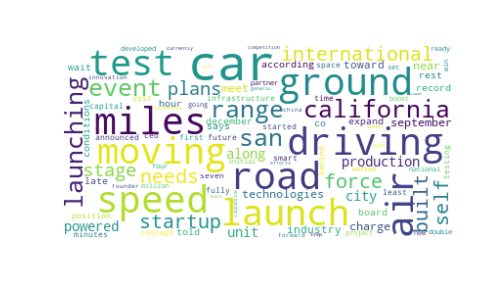 developed currently competition
wait according space toward set ready
test car international
near
innovation partner
event plans meet rest
capital hour going infrastructure general boost record
ground
launching
conditions
miles range california
says china time
announced ceo december started co expand september
first future
moving san driving
along
production testing
stage needs road force initial smart seven four
late technologies city least national
founder million fully
air built self
speed launch
powered position startup unit industry board charge
told
minutes concept forward project now double
efforts